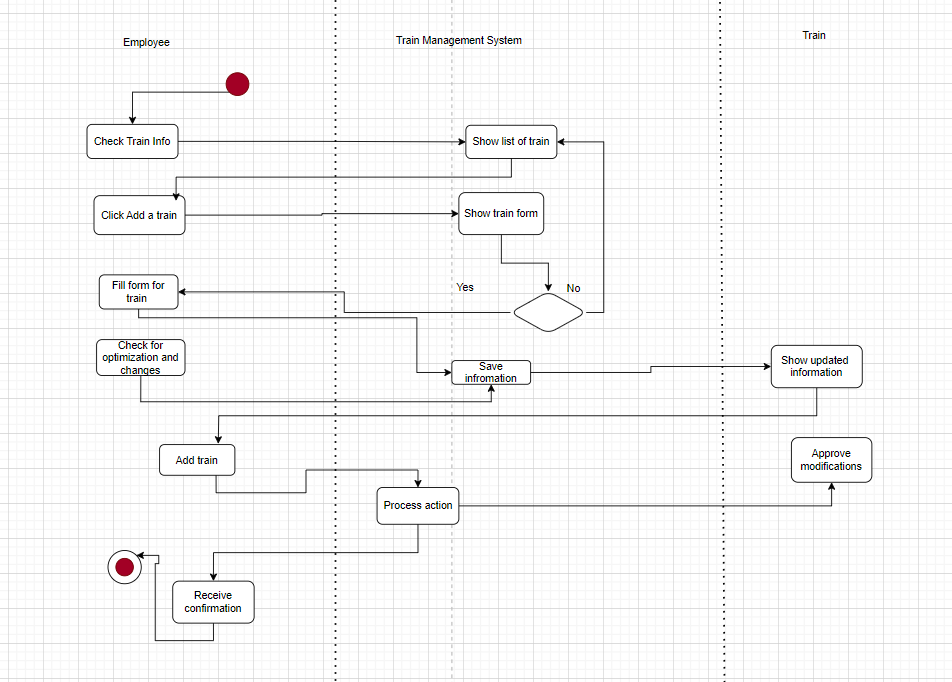 Employee
Train Management System
Train
Check Train Info
Show list of train
Click Add a train
Show train form
Fill form for
train
Yes
No
Check for
optimization and
changes
Save
infromation
Show updated
information
Add train
Approve
modifications
Process action
Receive
confirmation